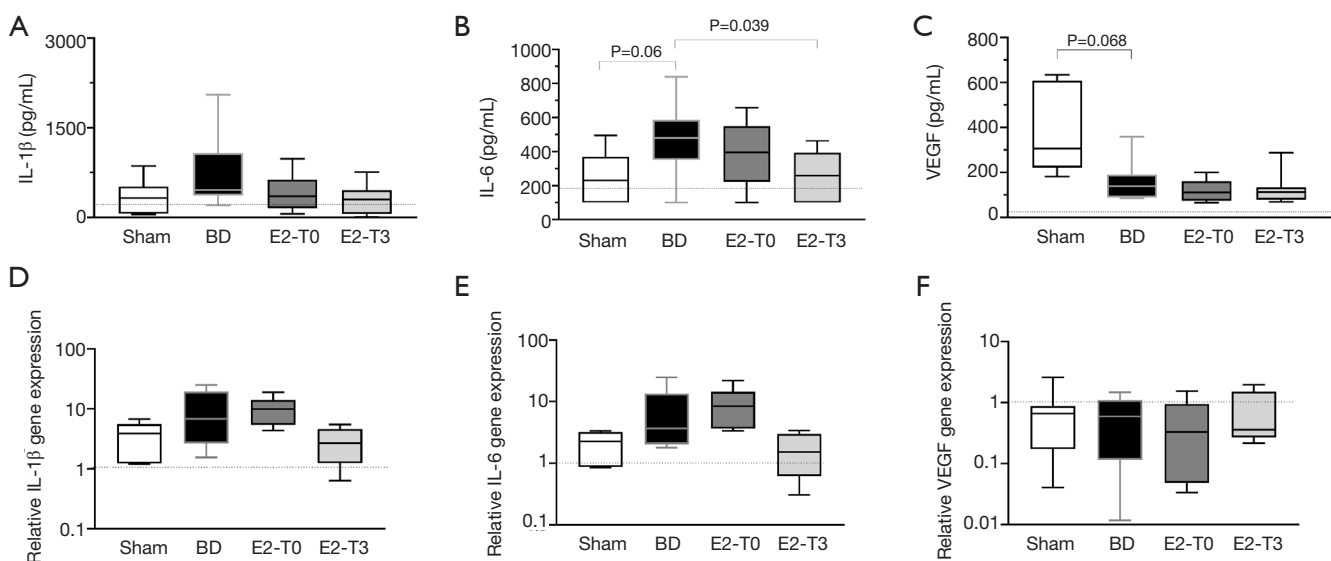 A
IL-1β (pg/mL)
3000
1500
0
Sham BD E2-T0 E2-T3
B
P=0.039
P=0.06
IL-6 (pg/mL)
1000
800
600
400
200
0
Sham BD E2-T0 E2-T3
C
P=0.068
VEGF (pg/mL)
800
600
400
200
0
Sham BD E2-T0 E2-T3
D
Relative IL-1β gene expression
100
10
1
0.1
Sham BD E2-T0 E2-T3
E
Relative IL-6 gene expression
100
10
1
0.1
Sham BD E2-T0 E2-T3
F
Relative VEGF gene expression
10
1
0.1
0.01
Sham BD E2-T0 E2-T3